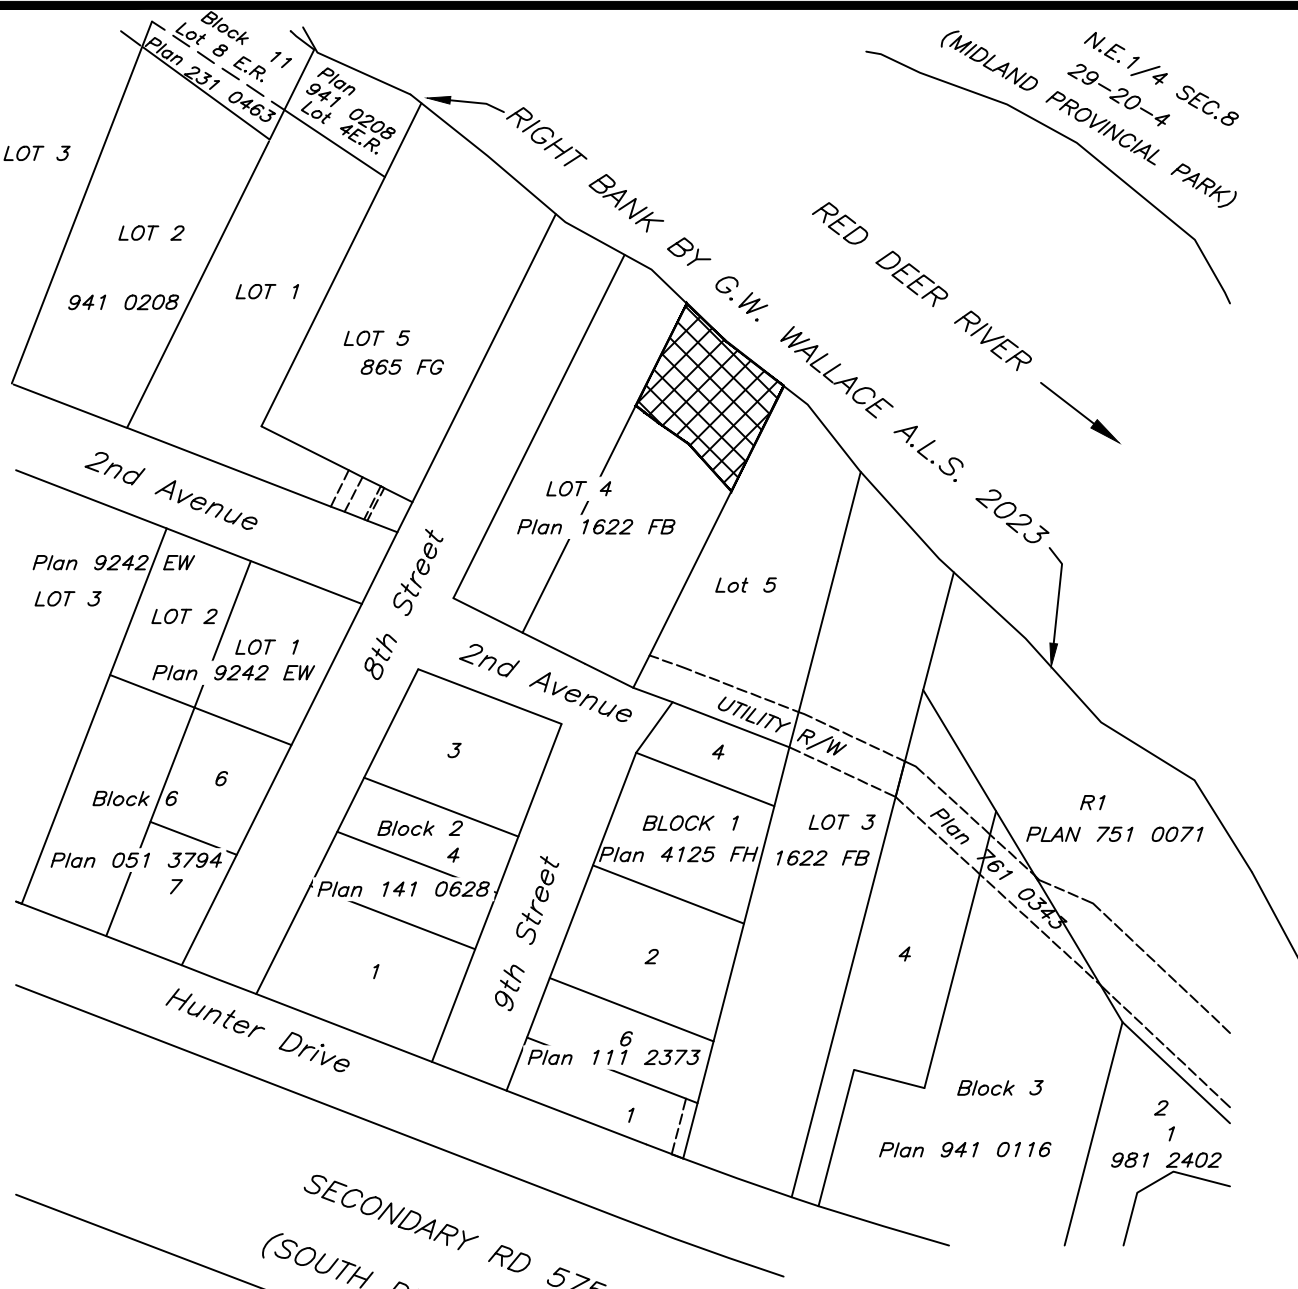 Block
11
Lot 8 E.R.
Plan 231 0463
Plan
941 0208
Lot 4E.R.
N.E.1/4 SEC.8
29-20-4
(MIDLAND PROVINCIAL PARK)
LOT 3
RIGHT BANK BY G.W. WALLACE A.L.S. 2023
RED DEER RIVER
LOT 2
941 0208
LOT 1
LOT 5
865 FG
2nd Avenue
LOT 4
Plan 1622 FB
Plan 9242 EW
LOT 3
LOT 2
LOT 1
Plan 9242 EW
8th Street
Lot 5
2nd Avenue
UTILITY R/W
3
4
6
Block 6
Block 2
4
BLOCK 1
Plan 4125 FH
LOT 3
1622 FB
R1
PLAN 751 0071
Plan 761 0343
Plan 051 3794
7
Plan 141 0628
9th Street
1
2
4
Hunter Drive
6
Plan 111 2373
1
Block 3
Plan 941 0116
2
1
981 2402
SECONDARY RD 575
(SOUTH